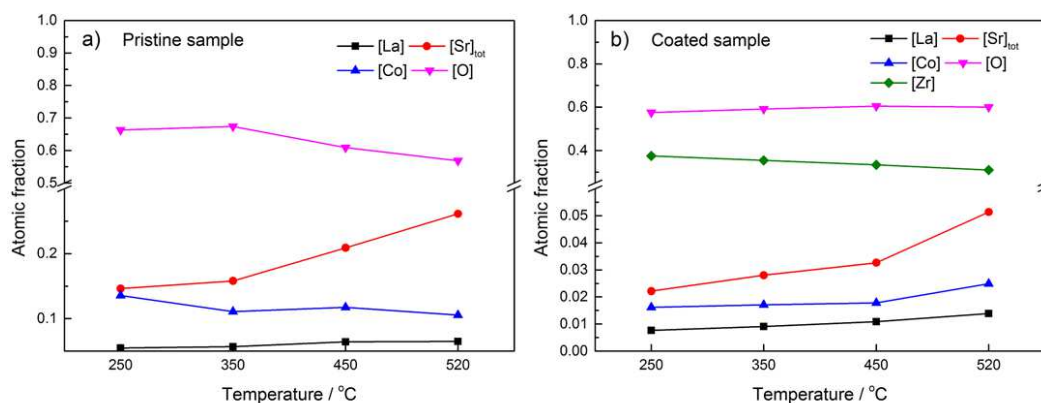 a) Pristine sample
[La] [Sr]tot
[Co] [O]
Atomic fraction
1.0
0.9
0.8
0.7
0.6
0.5
0.2
0.1
250 350 450 520
Temperature / °C
b) Coated sample
[La] [Sr]tot
[Co] [O]
[Zr]
Atomic fraction
1.0
0.8
0.6
0.4
0.05
0.04
0.03
0.02
0.01
0.00
250 350 450 520
Temperature / °C